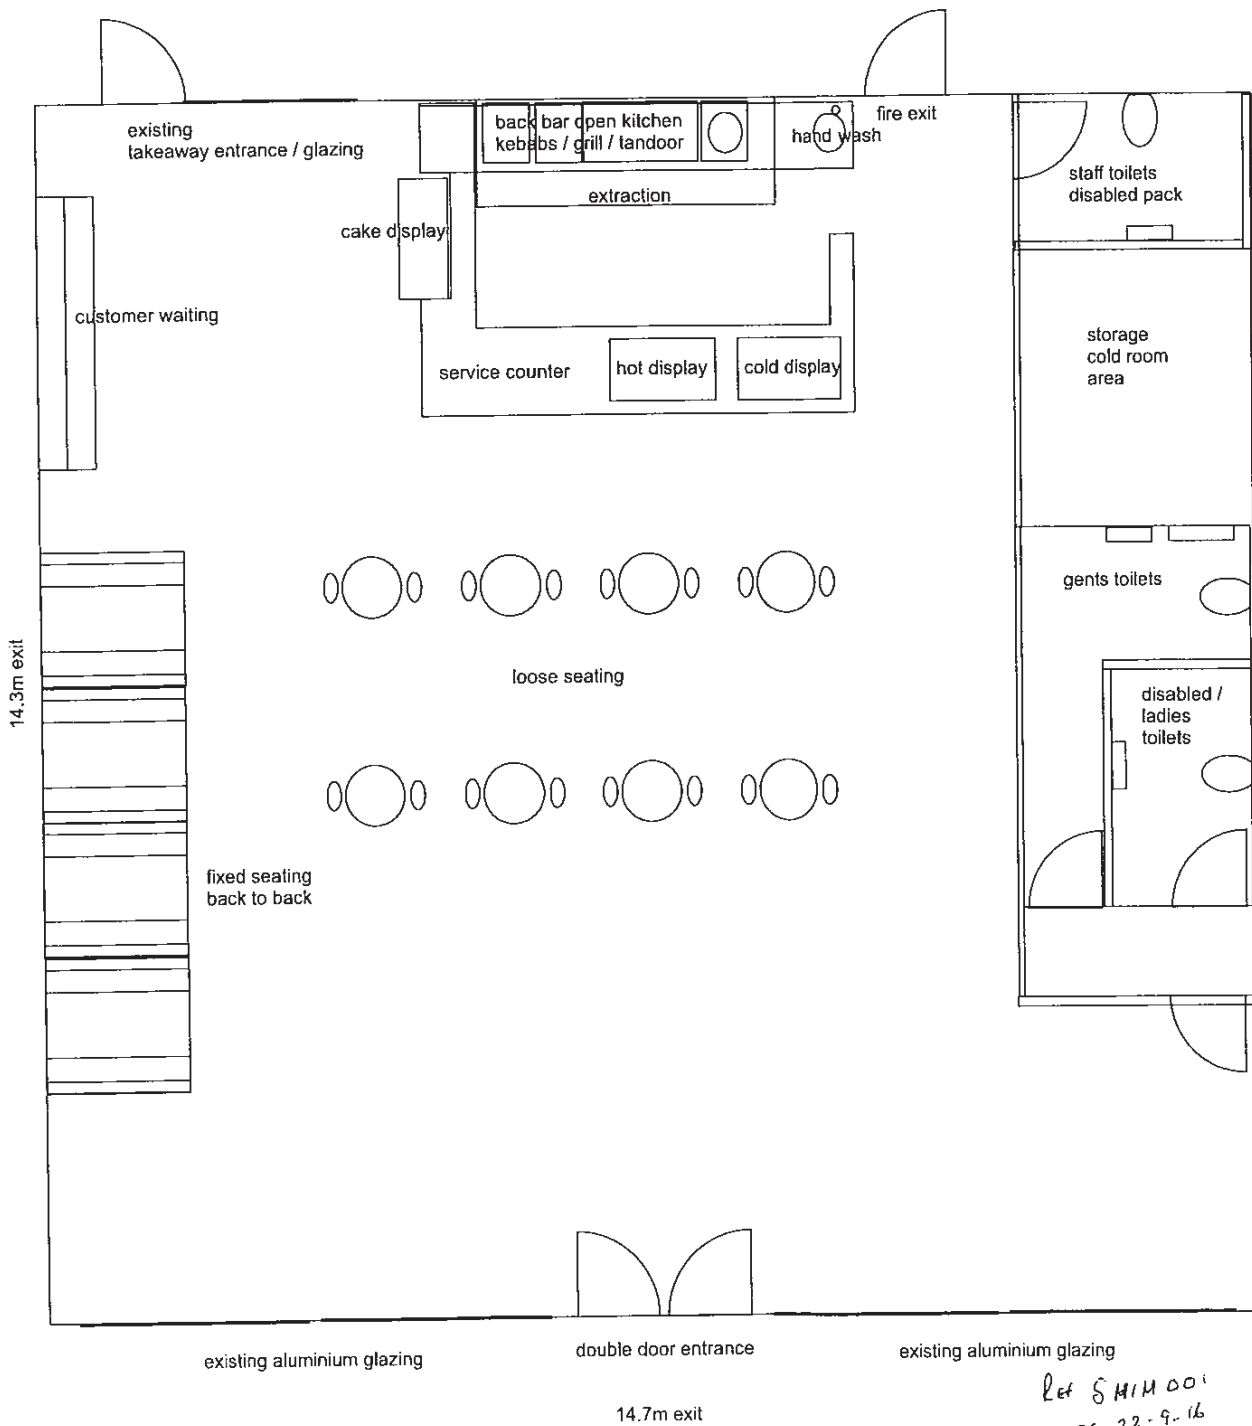 existing
takeaway entrance / glazing
back bar open kitchen
kebabs / grill / tandoor
hand wash
fire exit
staff toilets
disabled pack
extraction
cake display
customer waiting
storage
cold room
area
service counter
hot display
cold display
gents toilets
14.3m exit
loose seating
disabled /
ladies
toilets
fixed seating
back to back
existing aluminium glazing
double door entrance
existing aluminium glazing
14.7m exit
Ref
23-9-16